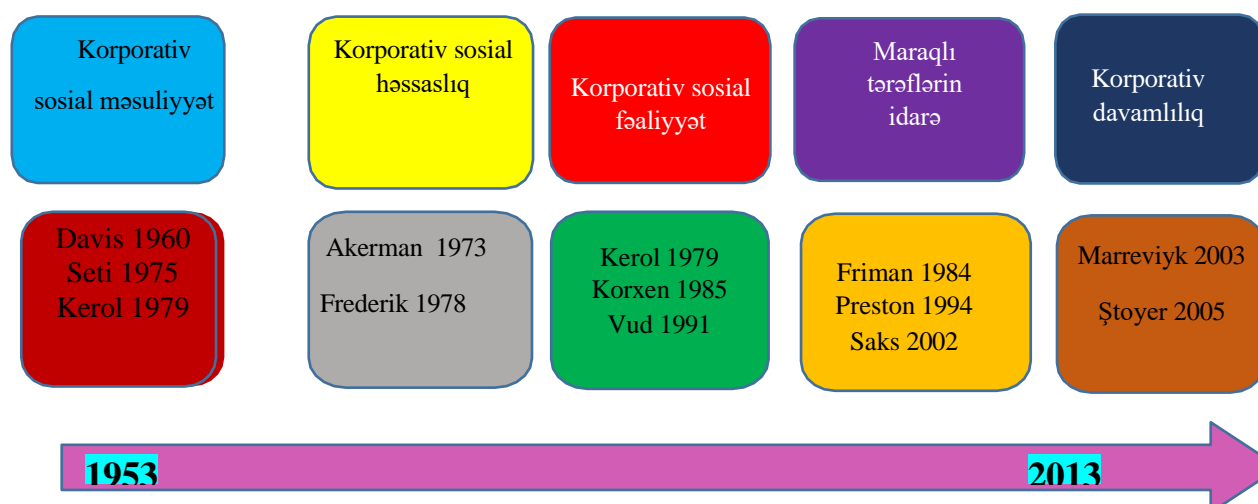 Korporativ
sosial məsuliyyət
Korporativ sosial
həssaslıq
Korporativ sosial
fəaliyyət
Maraqlı
tərəflərin
idarə
Korporativ
davamlılıq
Davis 1960
Seti 1975
Kerol 1979
Akerman 1973
Frederik 1978
Kerol 1979
Korxen 1985
Vud 1991
Friman 1984
Preston 1994
Saks 2002
Marreviyk 2003
Ştoyer 2005
1953
2013